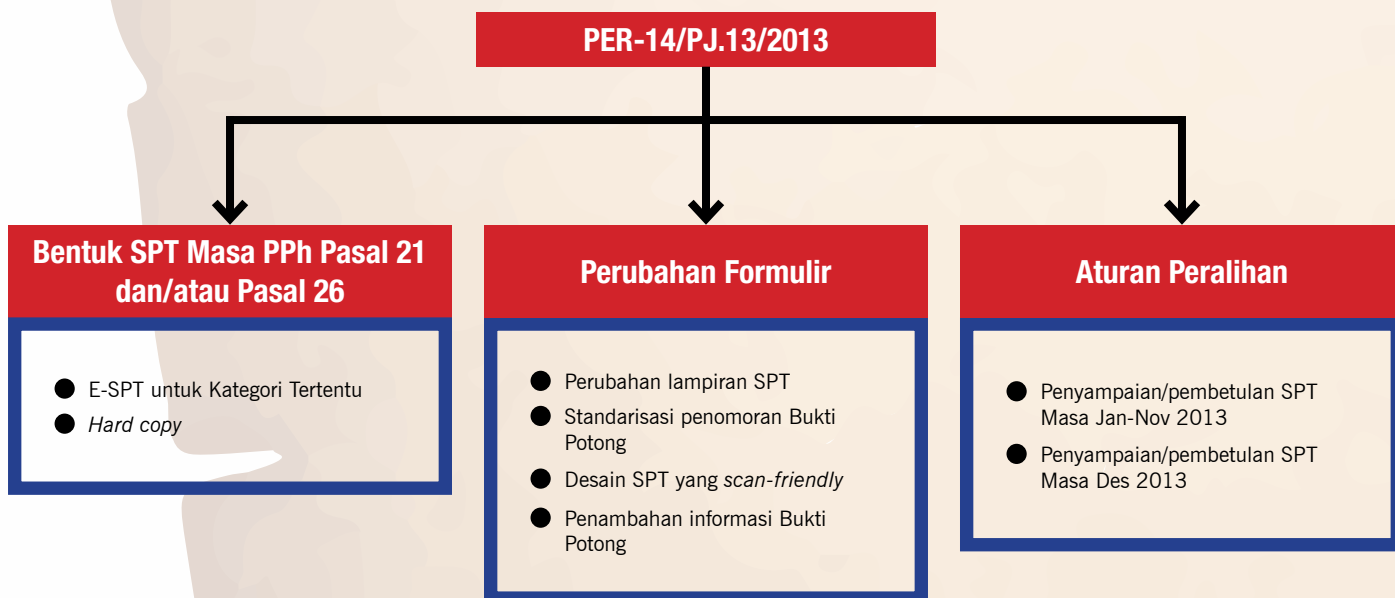 PER-14/PJ.13/2013
Bentuk SPT Masa PPh Pasal 21
dan/atau Pasal 26
E-SPT untuk Kategori Tertentu
Hard copy
Perubahan Formulir
Perubahan lampiran SPT
Standarisasi penomoran Bukti
Potong
Desain SPT yang scan-friendly
Penambahan informasi Bukti
Potong
Aturan Peralihan
Penyampaian/pembetulan SPT
Masa Jan-Nov 2013
Penyampaian/pembetulan SPT
Masa Des 2013